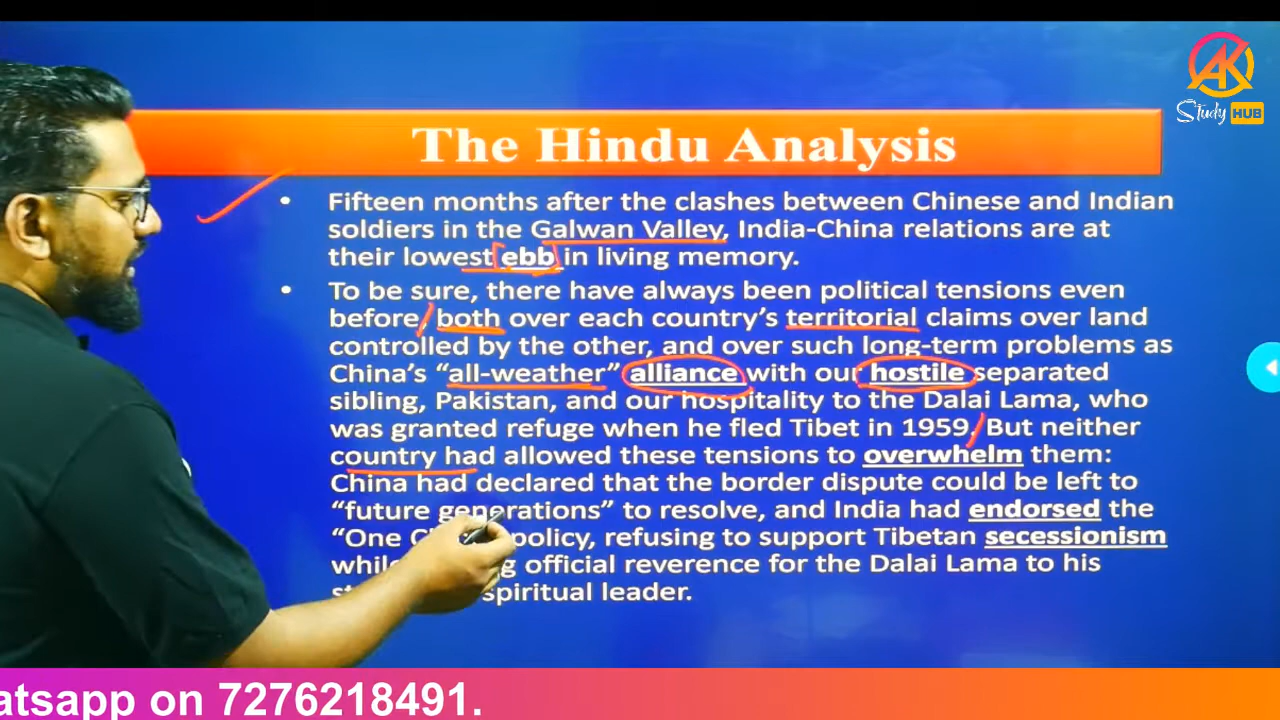 AK
Study HUB
The Hindu Analysis
• Fifteen months after the clashes between Chinese and Indian
soldiers in the Galwan Valley, India-China relations are at
their lowest ebb in living memory.
• To be sure, there have always been political tensions even
before, both over each country's territorial claims over land
controlled by the other, and over such long-term problems as
China's “all-weather” alliance with our hostile separated
sibling, Pakistan, and our hospitality to the Dalai Lama, who
was granted refuge when he fled Tibet in 1959. But neither
country had allowed these tensions to overwhelm them:
China had declared that the border dispute could be left to
“future generations” to resolve, and India had endorsed the
“One policy, refusing to support Tibetan secessionism
official reverence for the Dalai Lama to his
spiritual leader.
atsapp on 7276218491.